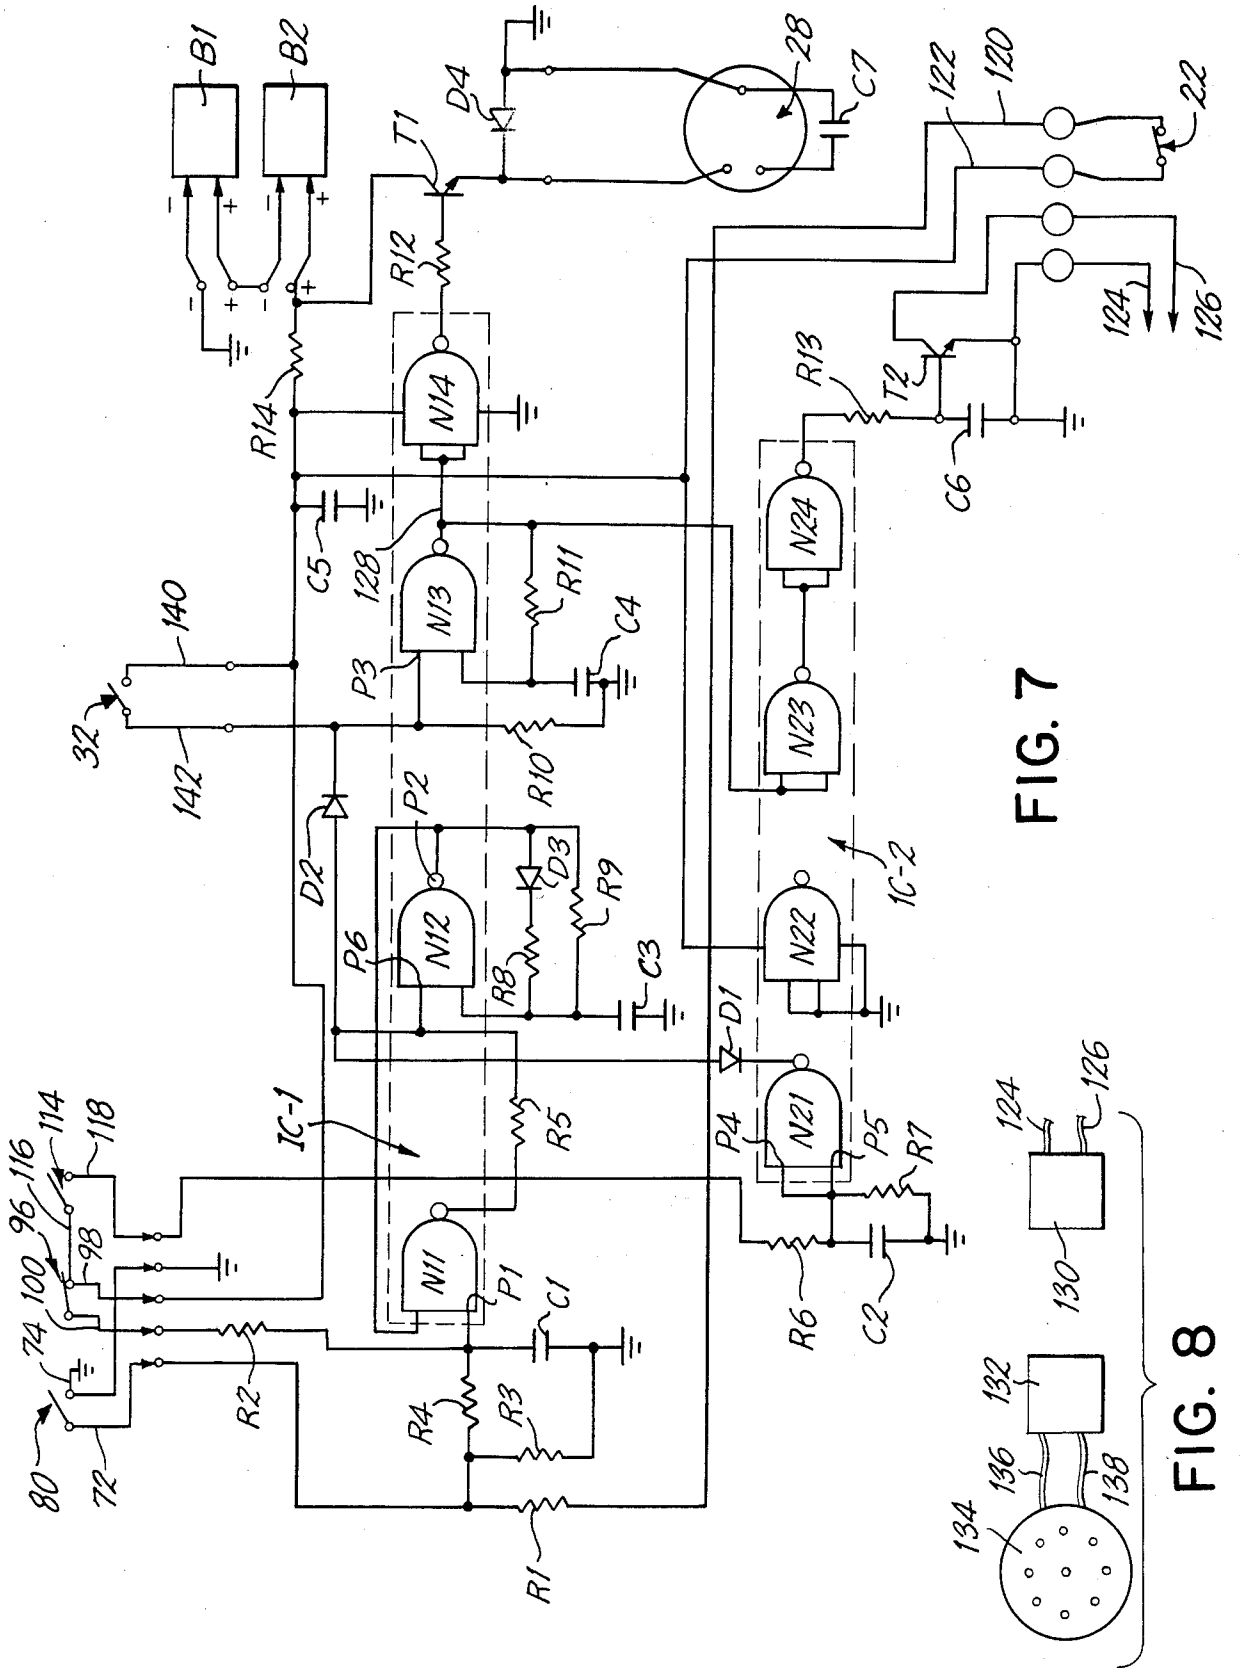 80
72
74
100
96
98
116
114
118
32
142
140
R2
R4
R3
R1
C1
P1
N11
IC-1
R5
D2
P6
N12
P2
R8
D3
R9
C3
R10
P3
N13
128
R11
C4
C5
R14
N14
R12
T1
D4
B1
B2
-
+
-
+
-
+
-
+
28
C7
R6
C2
R7
P4
P5
N21
D1
N22
IC-2
N23
N24
R13
C6
T2
124
126
122
120
22
FIG. 7
134
136
138
132
130
124
126
FIG. 8